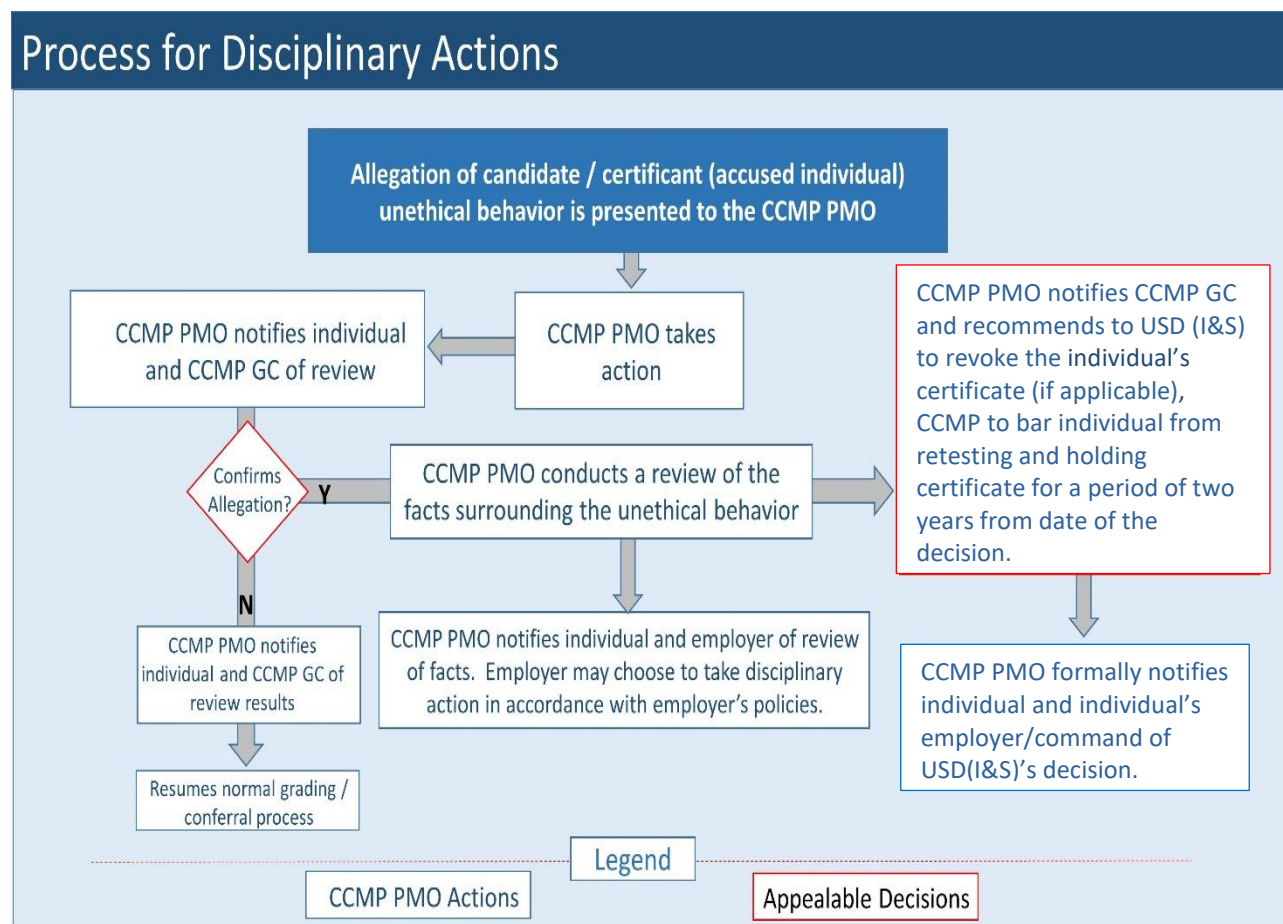 Process for Disciplinary Actions
Allegation of candidate / certificant (accused individual)
unethical behavior is presented to the CCMP PMO
CCMP PMO takes
action
CCMP PMO notifies individual
and CCMP GC of review
Confirms
Allegation?
Y
N
CCMP PMO conducts a review of the
facts surrounding the unethical behavior
CCMP PMO notifies CCMP GC
and recommends to USD (I&S)
to revoke the individual's
certificate (if applicable),
CCMP to bar individual from
retesting and holding
certificate for a period of two
years from date of the
decision.
CCMP PMO notifies
individual and CCMP GC of
review results
CCMP PMO notifies individual and employer of review
of facts.  Employer may choose to take disciplinary
action in accordance with employer's policies.
CCMP PMO formally notifies
individual and individual's
employer/command of
USD(I&S)'s decision.
Resumes normal grading /
conferral process
Legend
CCMP PMO Actions
Appealable Decisions